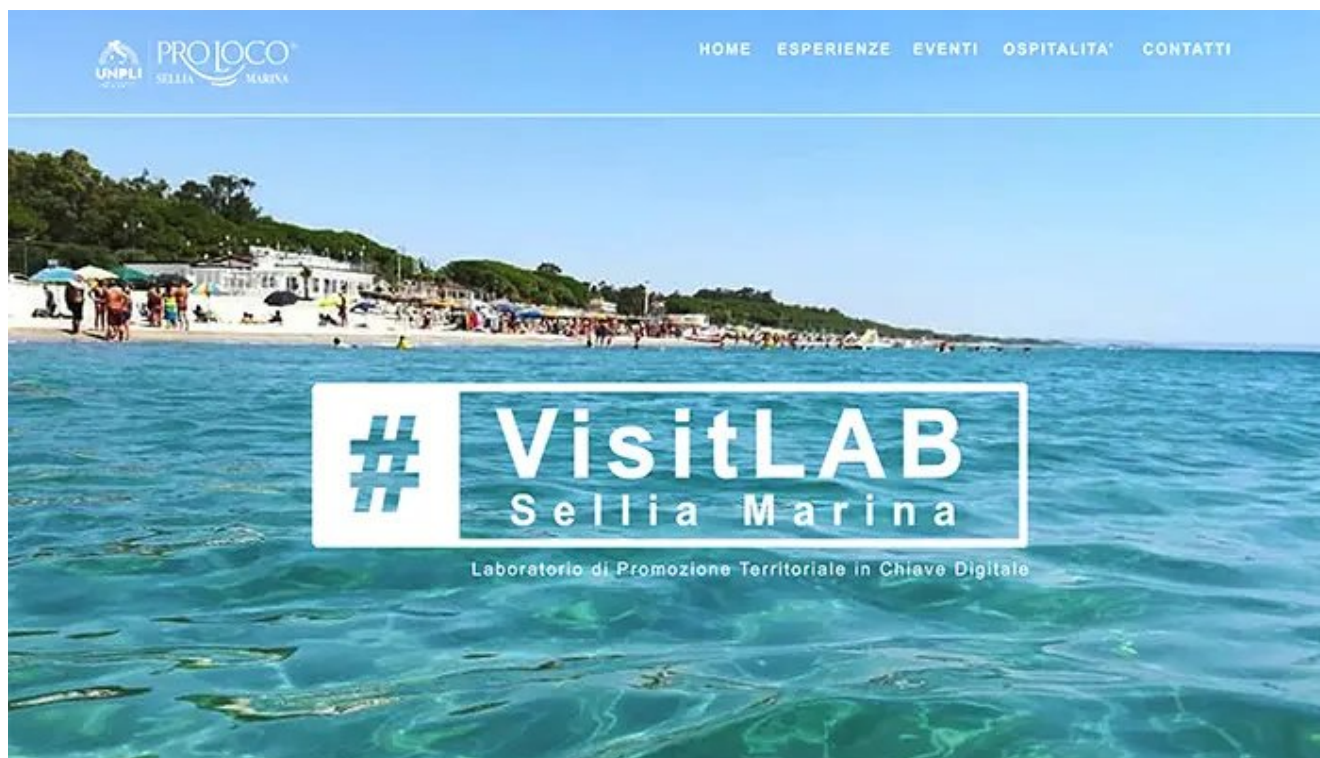 UNPLI PRO LOCO®
SELLIA MARINA
HOME ESPERIENZE EVENTI OSPITALITA' CONTATTI
# VisitLAB
Sellia Marina
Laboratorio di Promozione Territoriale in Chiave Digitale